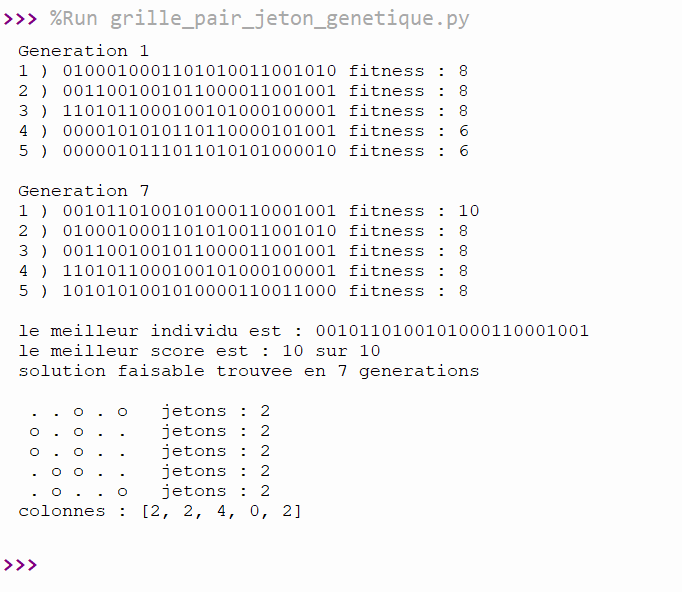 >>> %Run grille_pair_jeton_genetique.py
Generation 1
1 ) 0100010001101010011001010 fitness : 8
2 ) 0011001001011000011001001 fitness : 8
3 ) 1101011000100101000100001 fitness : 8
4 ) 0000101010110110000101001 fitness : 6
5 ) 0000010111011010101000010 fitness : 6
Generation 7
1 ) 0010110100101000110001001 fitness : 10
2 ) 0100010001101010011001010 fitness : 8
3 ) 0011001001011000011001001 fitness : 8
4 ) 1101011000100101000100001 fitness : 8
5 ) 1010101001010000110011000 fitness : 8
le meilleur individu est : 0010110100101000110001001
le meilleur score est : 10 sur 10
solution faisable trouvee en 7 generations
. . o . o jetons : 2
o . o . . jetons : 2
o . o . . jetons : 2
. o o . . jetons : 2
. o . . o jetons : 2
colonnes : [2, 2, 4, 0, 2]
>>>